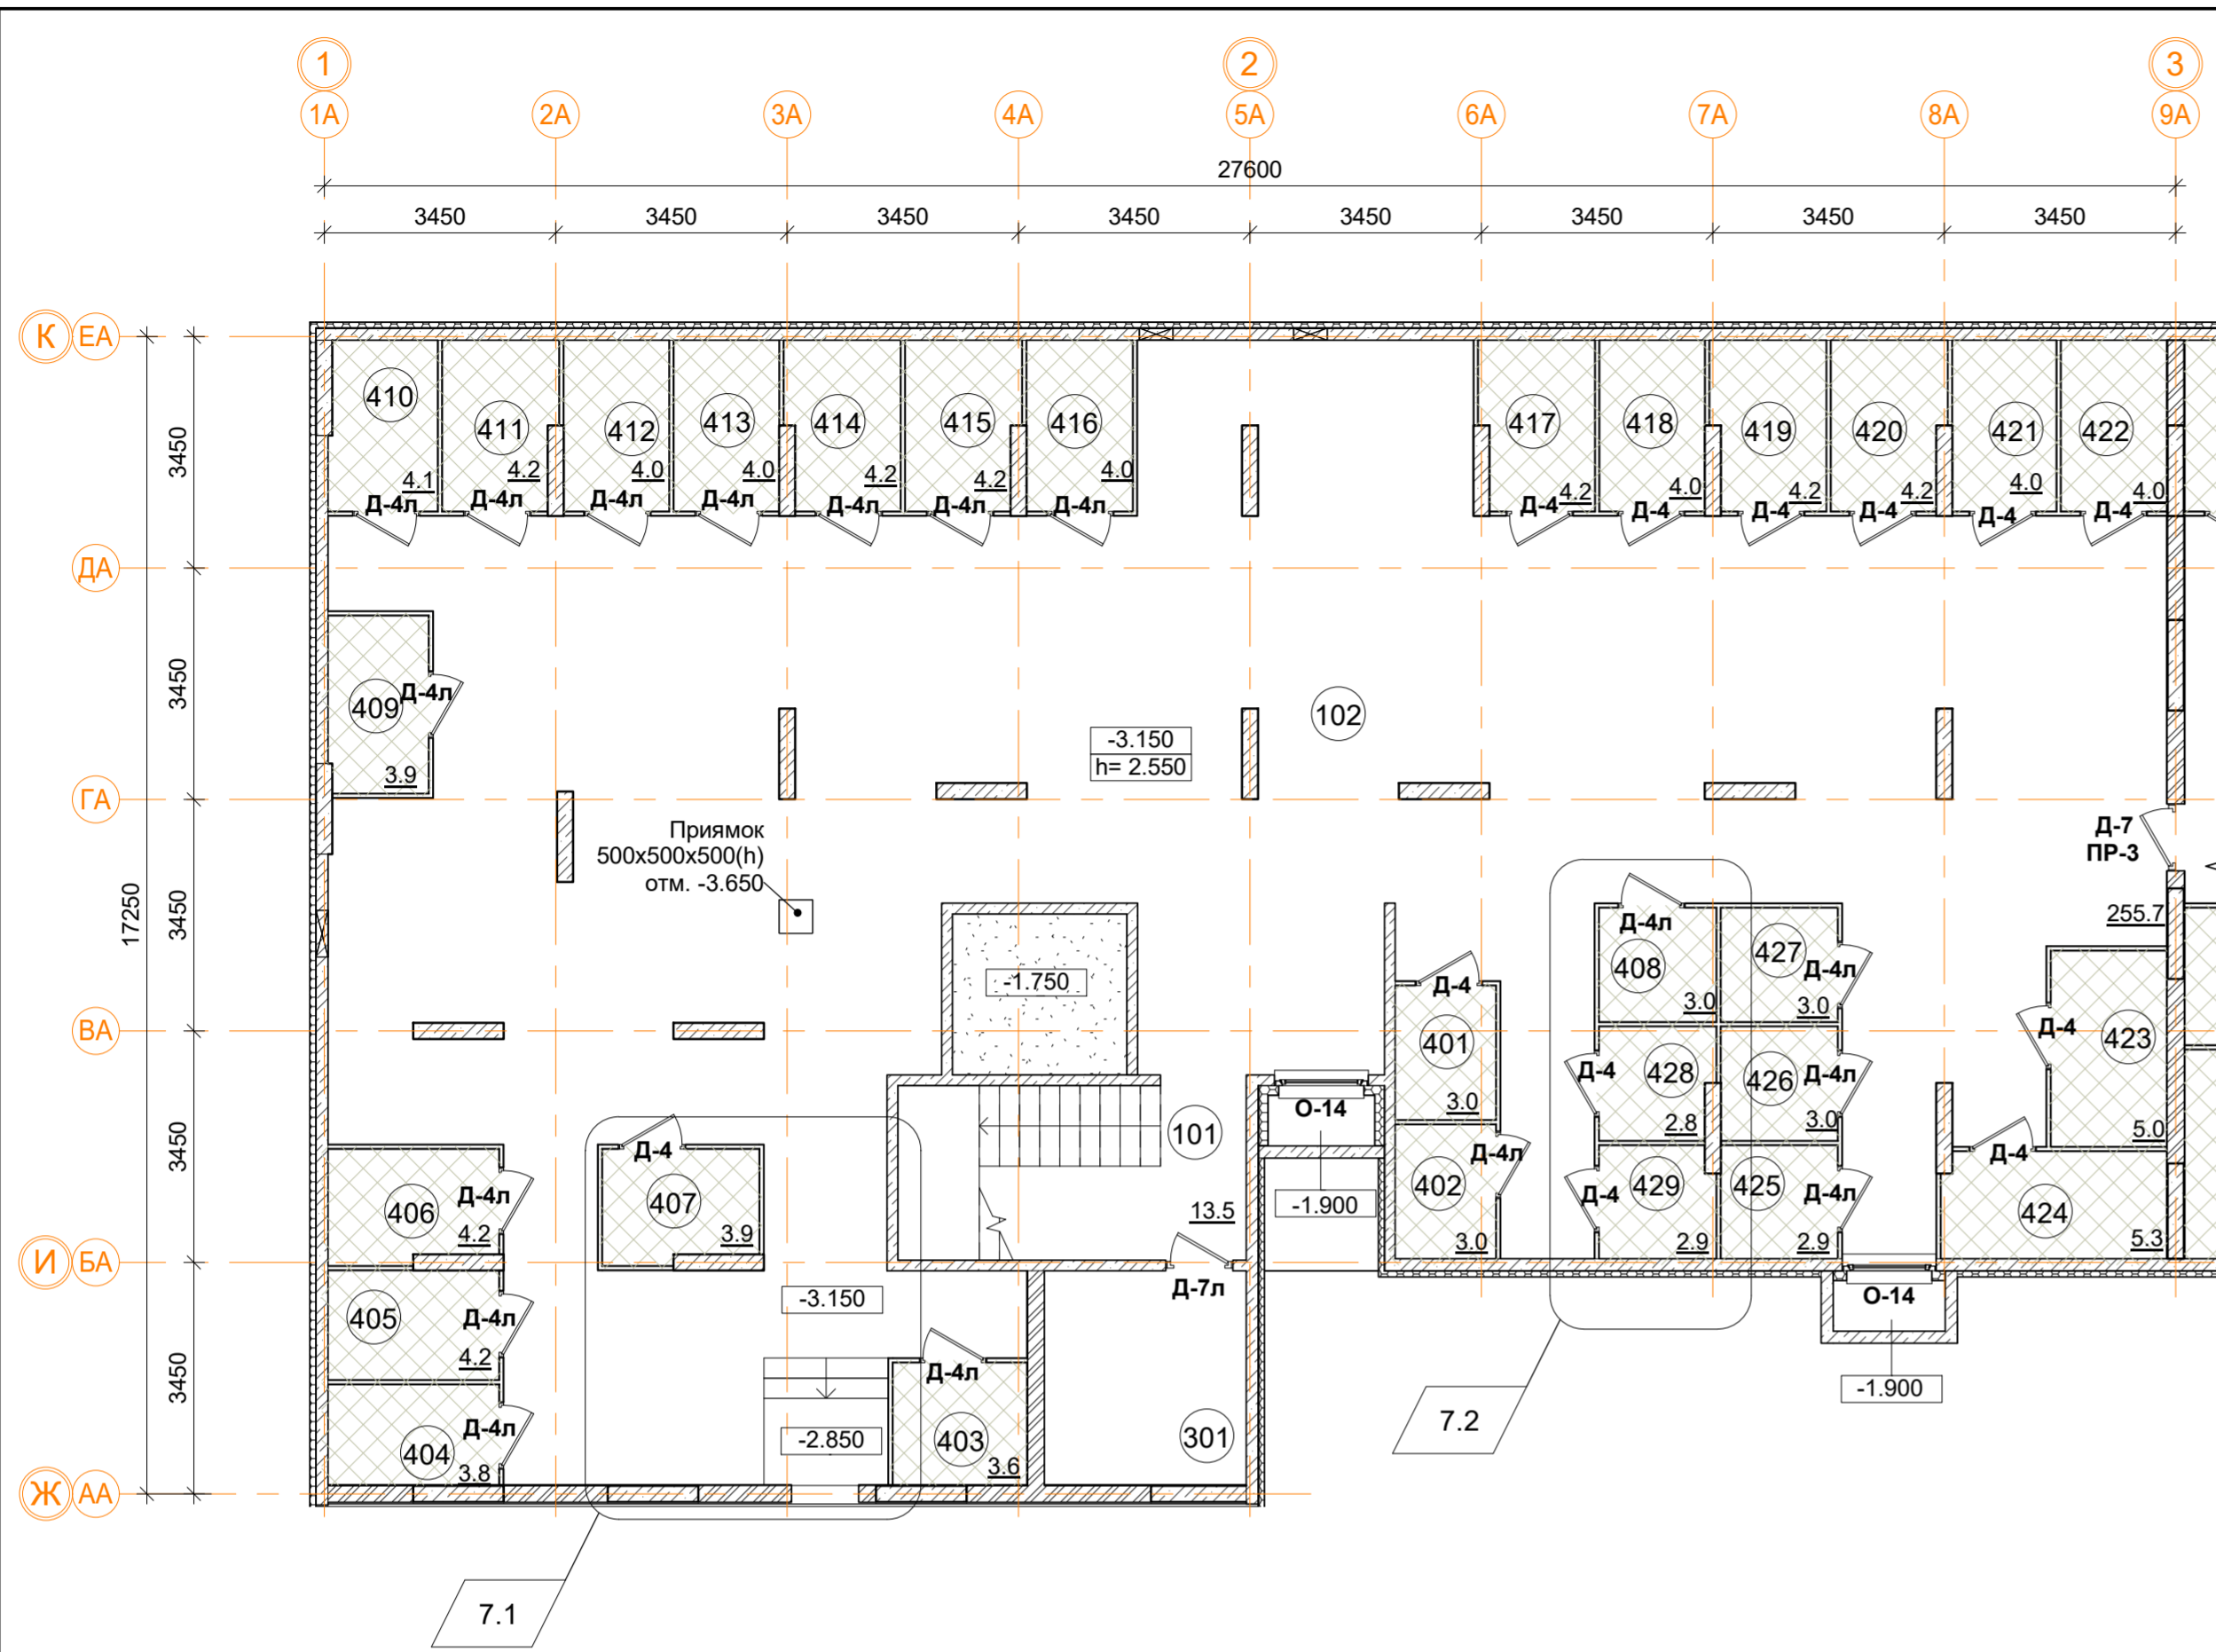 1 2 3
1А 2А 3А 4А 5А 6А 7А 8А 9А
27600
3450 3450 3450 3450 3450 3450 3450 3450
К ЕА
410 411 412 413 414 415 416 417 418 419 420 421 422
4.1 4.2 4.0 4.0 4.2 4.2 4.0 4.2 4.0 4.2 4.2 4.0 4.0
Д-4л Д-4л Д-4л Д-4л Д-4л Д-4л Д-4л Д-4 Д-4 Д-4 Д-4 Д-4 Д-4
3450
ДА
3450
409 Д-4л
3.9
102
-3.150
h= 2.550
ГА
Приямок
500x500x500(h)
отм. -3.650
Д-7
ПР-3
255.7
17250
3450
-1.750
Д-4л
408
3.0
427
Д-4л
3.0
Д-4
401
3.0
423
Д-4
5.0
ВА
Д-4
428
2.8
426
Д-4л
3.0
О-14
-1.900
101
13.5
3450
Д-4
407
3.9
406
Д-4л
4.2
402
Д-4л
3.0
Д-4
429
2.9
425
Д-4л
2.9
Д-4
424
5.3
И БА
Д-7л
-3.150
О-14
-1.900
405
Д-4л
4.2
3450
Д-4л
403
3.6
-2.850
301
404
Д-4л
3.8
Ж АА
7.2
7.1